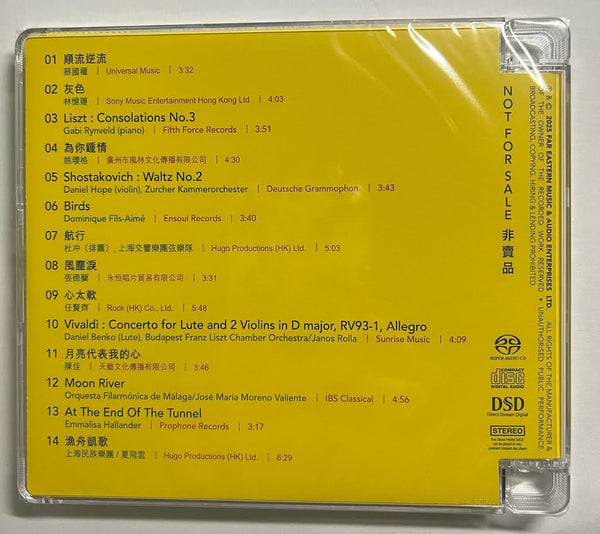 01 順流逆流
蔡國權 | Universal Music | 3:32
02 灰色
林憶蓮 | Sony Music Entertainment Hong Kong Ltd | 4:03
03 Liszt : Consolations No.3
Gabi Rynveld (piano) | Fifth Force Records | 3:51
04 為你鍾情
姚瓔格 | 廣州市風林文化傳播有限公司 | 4:30
05 Shostakovich : Waltz No.2
Daniel Hope (violin), Zurcher Kammerorchester | Deutsche Grammophon | 3:43
06 Birds
Dominique Fils-Aimé | Ensoul Records | 3:40
07 航行
杜冲（排簫）, 上海交響樂團弦樂隊 | Hugo Productions (HK) Ltd. | 5:03
08 風塵淚
張德蘭 | 永恒唱片貿易有限公司 | 3:31
09 心太軟
任賢齊 | Rock (HK) Co., Ltd. | 5:48
10 Vivaldi : Concerto for Lute and 2 Violins in D major, RV93-1, Allegro
Daniel Benko (lute), Budapest Franz Liszt Chamber Orchestra/Janos Rolla | Sunrise Music | 4:09
11 月亮代表我的心
陳佳 | 天藝文化傳播有限公司 | 4:46
12 Moon River
Orquesta Filarmónica de Málaga/José Maria Moreno Valiente | IBS Classical | 4:56
13 At The End Of The Tunnel
Emmalisa Hallander | Prophone Records | 3:17
14 漁舟凱歌
上海民族樂團 / 夏飛雲 | Hugo Productions (HK) Ltd. | 6:29
NOT FOR SALE 非賣品
℗ & © 2025 FAR EASTERN MUSIC & AUDIO ENTERPRISES LTD. ALL RIGHTS OF THE MANUFACTURER &
OF THE OWNER OF THE RECORDED WORK RESERVED • UNAUTHORISED PUBLIC PERFORMANCE,
BROADCASTING, COPYING, HIRING & LENDING PROHIBITED
SUPER AUDIO CD
COMPACT
disc
DIGITAL AUDIO
DSD
Direct Stream Digital
STEREO